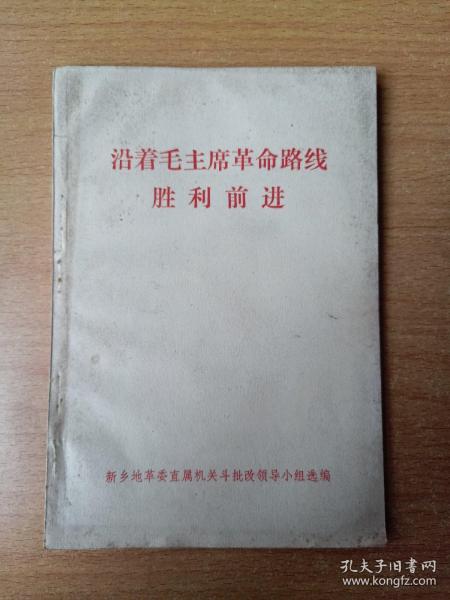 沿着毛主席革命路线
胜利前进
新乡地革委直属机关斗批改领导小组选编
孔夫子旧书网
www.kongfz.com